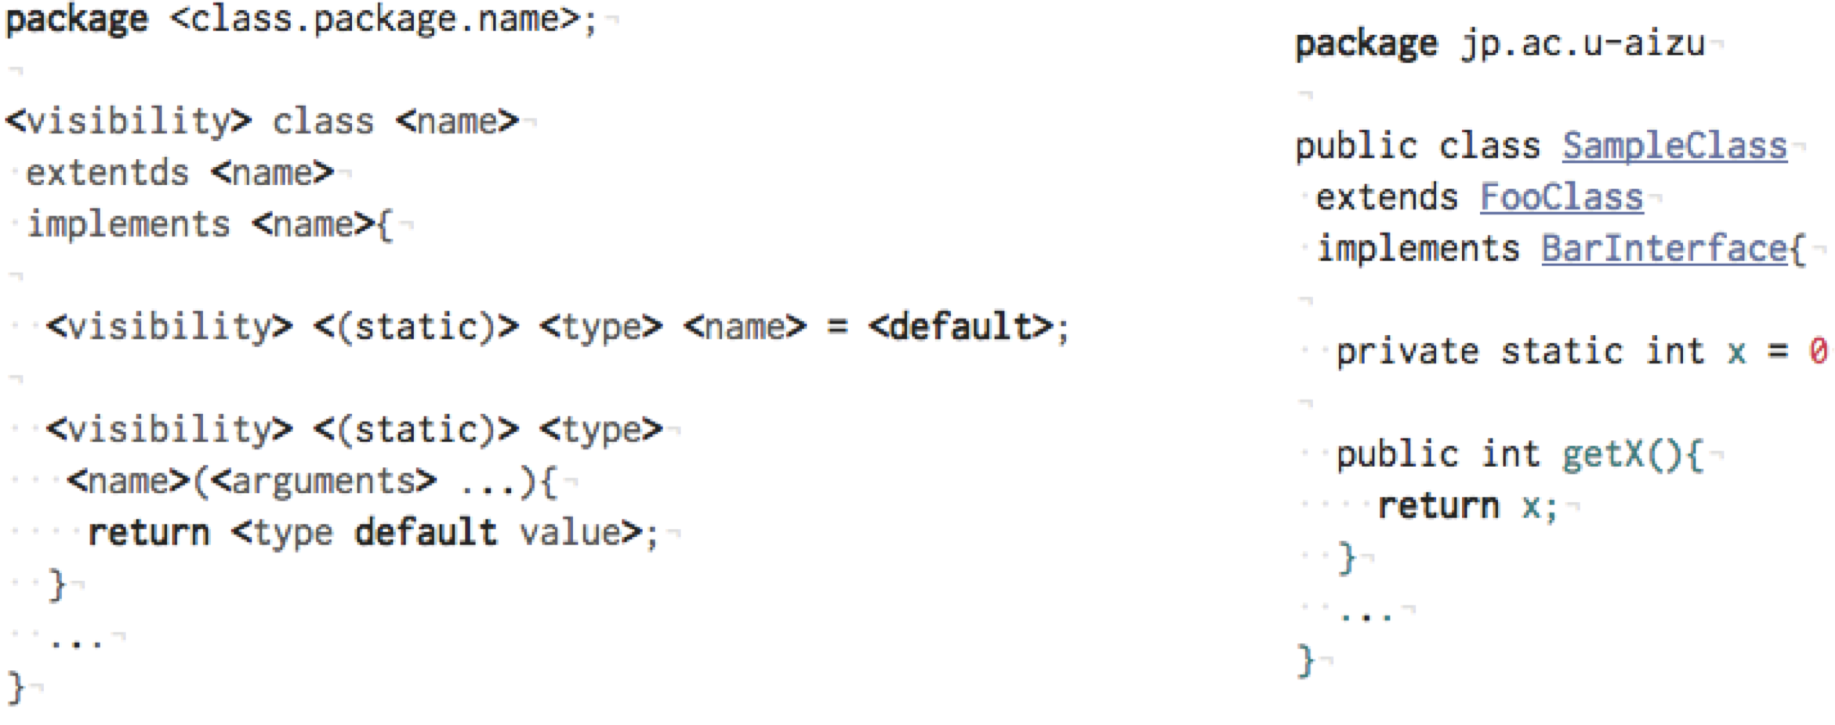 package <class.package.name>;
<visibility> class <name>
extentds <name>
implements <name>{
<visibility> <(static)> <type> <name> = <default>;
<visibility> <(static)> <type>
<name>(<arguments> ...){
return <type default value>;
}
...
}
package jp.ac.u-aizu
public class SampleClass
extends FooClass
implements BarInterface{
private static int x = 0
public int getX(){
return x;
}
...
}